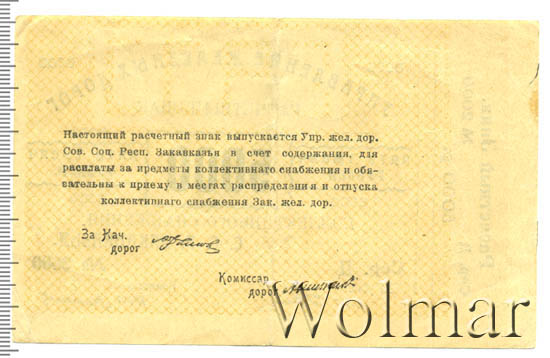 Настоящий расчетный знак выпускается Упр. жел. дор.
Сов. Соц. Респ. Закавказья в счет содержания, для
расплаты за предметы коллективнаго снабжения и обя-
зательны к приему в местах распределения и отпуска
коллективнаго снабжения Зак. жел. дор.
За Нач.
дорог
Комиссар
дорог
Wolmar